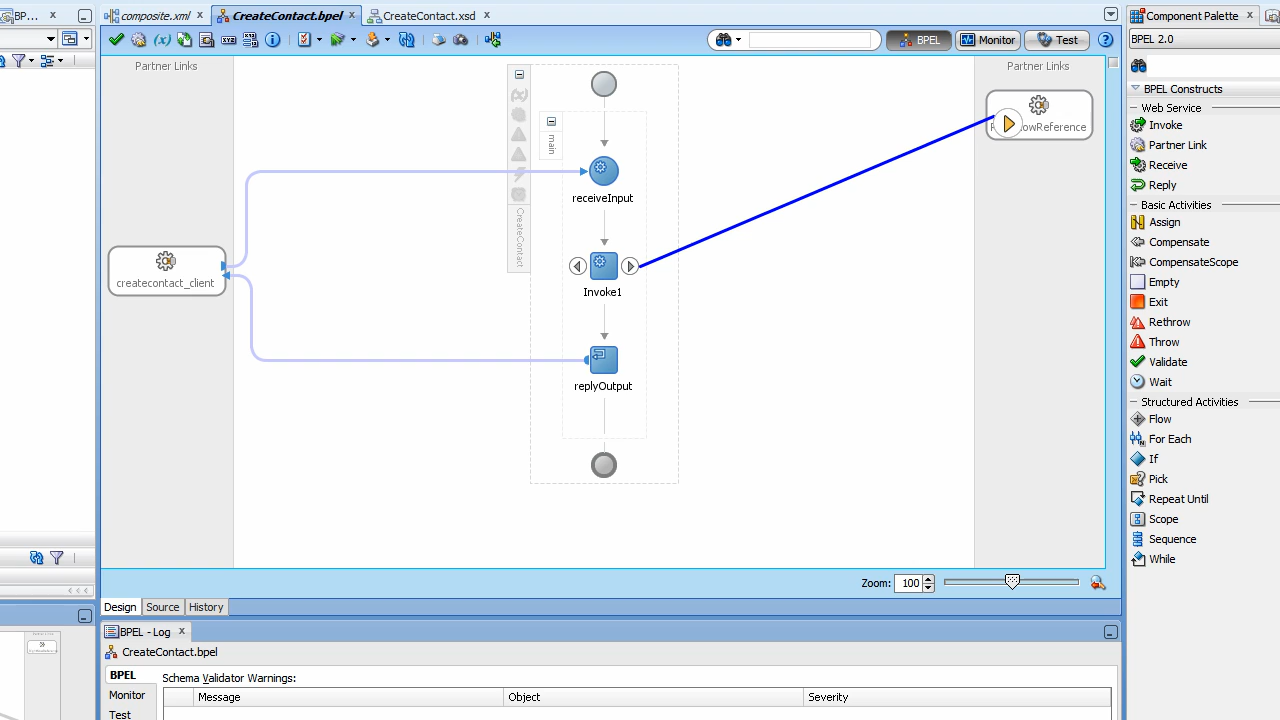 BP...
composite.xml
CreateContact.bpel
CreateContact.xsd
Component Palette
BPEL
Monitor
Test
BPEL 2.0
Partner Links
Partner Links
BPEL Constructs
Web Service
Invoke
Partner Link
Receive
Reply
Basic Activities
Assign
Compensate
CompensateScope
Empty
Exit
Rethrow
Throw
Validate
Wait
Structured Activities
Flow
For Each
If
Pick
Repeat Until
Scope
Sequence
While
main
CreateContact
receiveInput
Invoke1
replyOutput
createcontact_client
Zoom: 100
Design
Source
History
BPEL - Log
CreateContact.bpel
BPEL
Monitor
Test
Schema Validator Warnings:
Message
Object
Severity